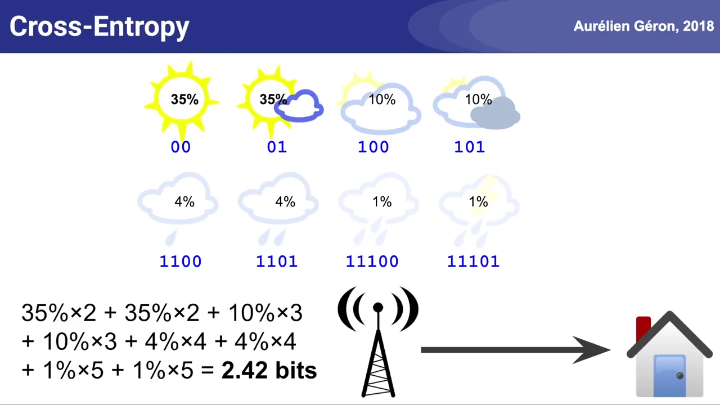 Cross-Entropy
Aurélien Géron, 2018
35% 35% 10% 10%
00 01 100 101
4% 4% 1% 1%
1100 1101 11100 11101
35%×2 + 35%×2 + 10%×3
+ 10%×3 + 4%×4 + 4%×4
+ 1%×5 + 1%×5 = 2.42 bits